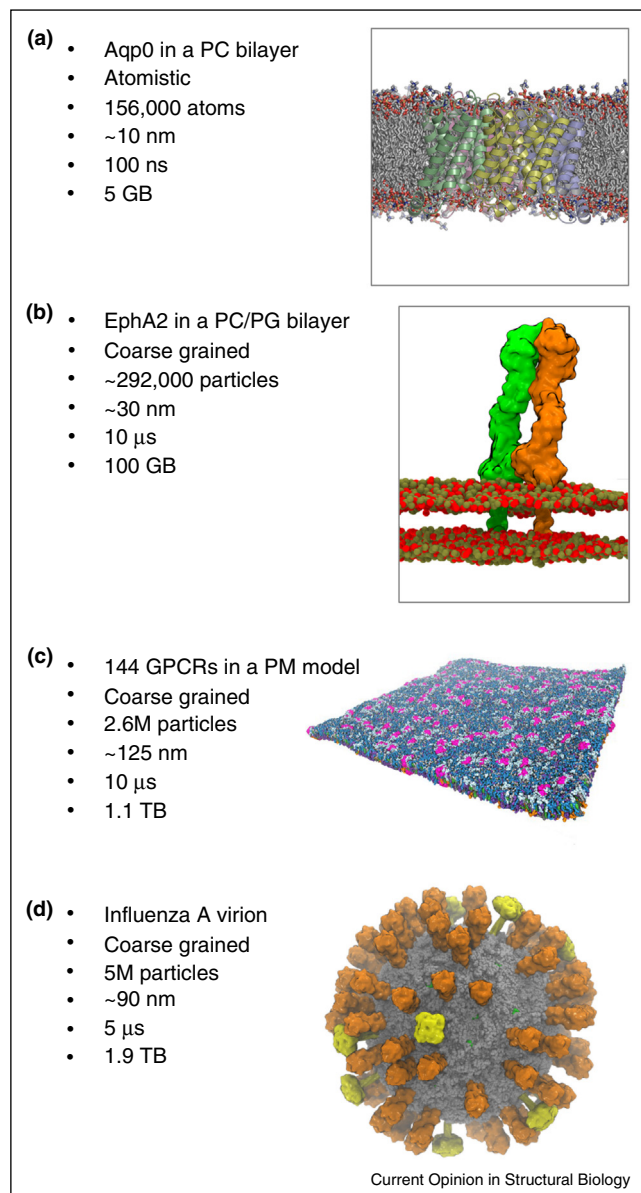 (a)
• Aqp0 in a PC bilayer
• Atomistic
• 156,000 atoms
• ~10 nm
• 100 ns
• 5 GB
(b)
• EphA2 in a PC/PG bilayer
• Coarse grained
• ~292,000 particles
• ~30 nm
• 10 μs
• 100 GB
(c)
• 144 GPCRs in a PM model
• Coarse grained
• 2.6M particles
• ~125 nm
• 10 μs
• 1.1 TB
(d)
• Influenza A virion
• Coarse grained
• 5M particles
• ~90 nm
• 5 μs
• 1.9 TB
Current Opinion in Structural Biology